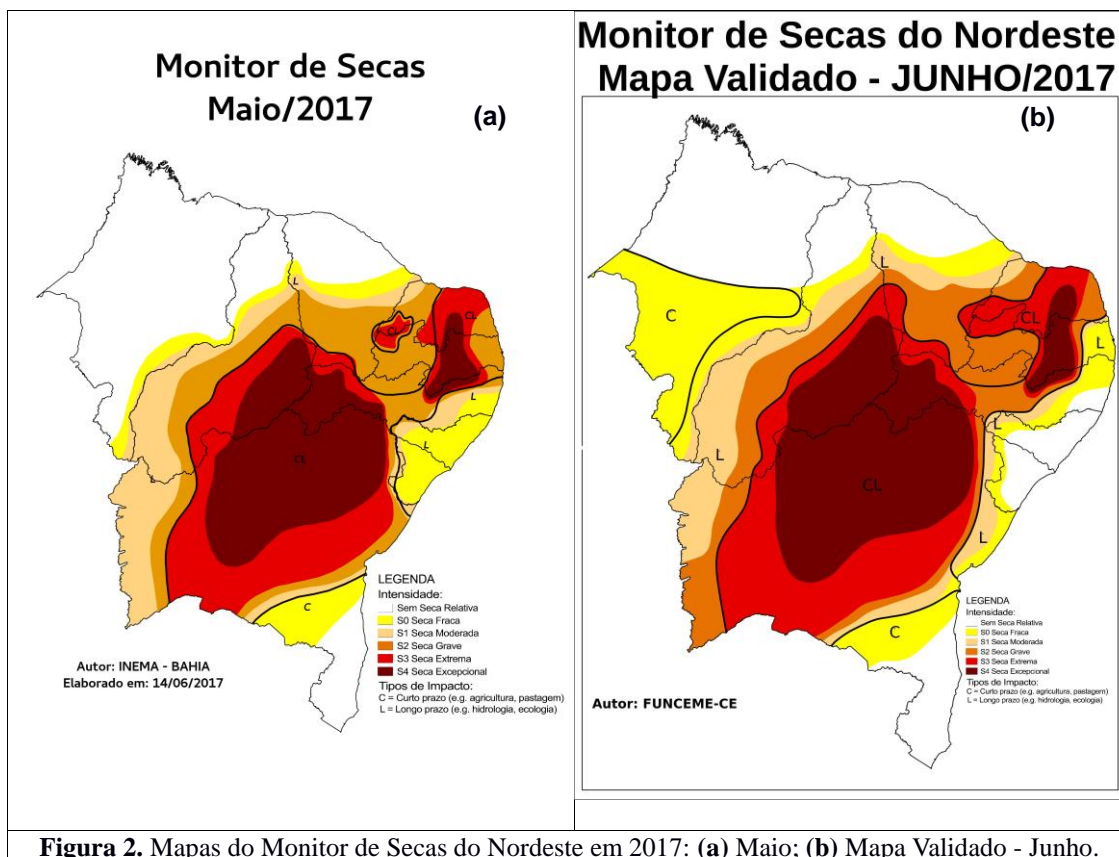 Monitor de Secas
Maio/2017
(a)
L
CL
CL
L
L
CL
C
LEGENDA
Intensidade:
Sem Seca Relativa
S0 Seca Fraca
S1 Seca Moderada
S2 Seca Grave
S3 Seca Extrema
S4 Seca Excepcional
Tipos de Impacto:
C = Curto prazo (e.g. agricultura, pastagem)
L = Longo prazo (e.g. hidrologia, ecologia)
Autor: INEMA - BAHIA
Elaborado em: 14/06/2017
Monitor de Secas do Nordeste
Mapa Validado - JUNHO/2017
(b)
L
C
CL
L
L
L
CL
L
C
LEGENDA
Intensidade:
Sem Seca Relativa
S0 Seca Fraca
S1 Seca Moderada
S2 Seca Grave
S3 Seca Extrema
S4 Seca Excepcional
Tipos de Impacto:
C = Curto prazo (e.g. agricultura, pastagem)
L = Longo prazo (e.g. hidrologia, ecologia)
Autor: FUNCEME-CE
Figura 2. Mapas do Monitor de Secas do Nordeste em 2017: (a) Maio; (b) Mapa Validado - Junho.